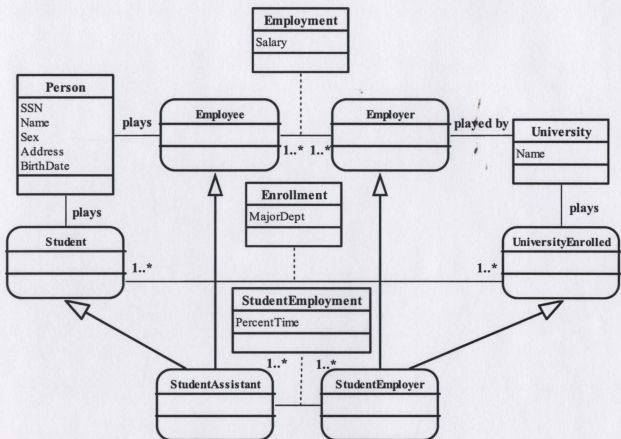 Employment
Salary
Person
SSN
Name
Sex
Address
BirthDate
plays
Employee
1..* 1..*
Employer
played by
University
Name
plays
Enrollment
MajorDept
plays
Student
1..*
1..*
UniversityEnrolled
StudentEmployment
PercentTime
1..* 1..*
StudentAssistant
StudentEmployer